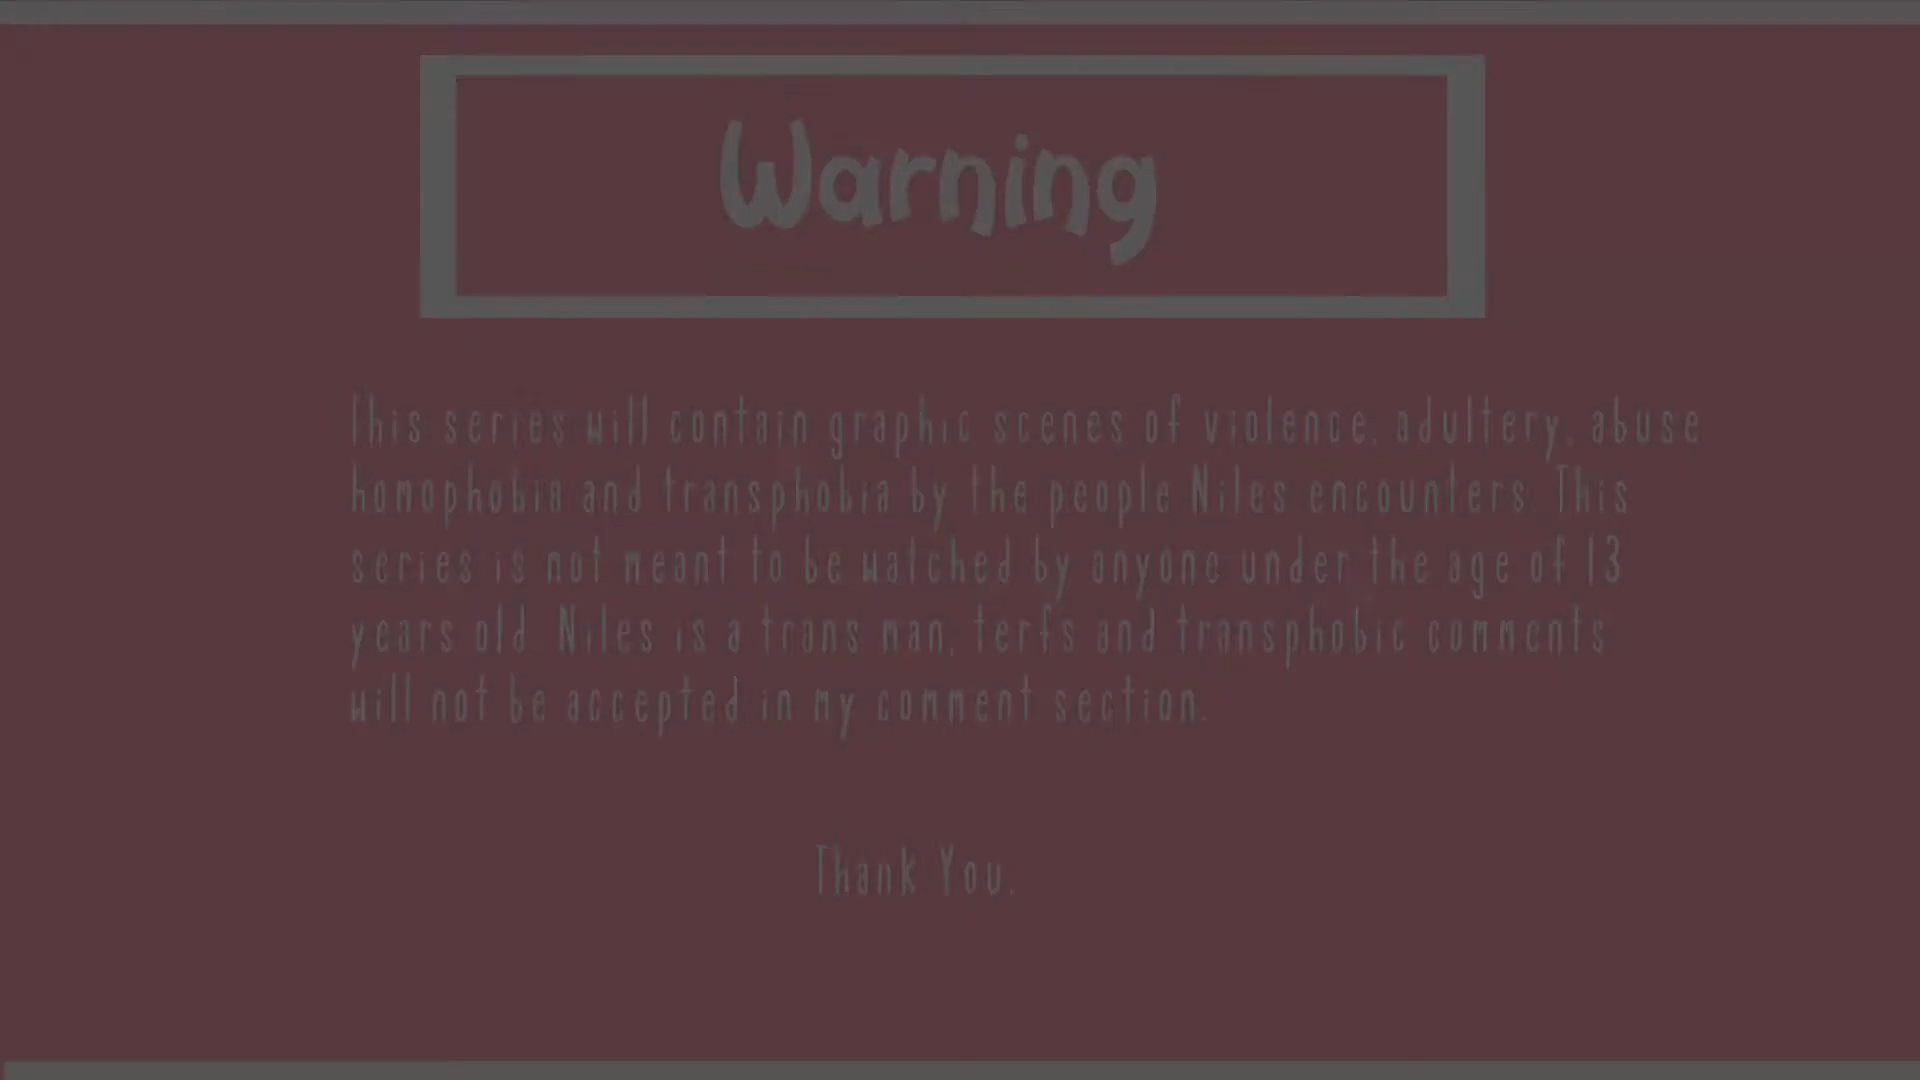 Warning
This series will contain graphic scenes of violence, adultery, abuse
homophobia and transphobia by the people Niles encounters. This
series is not meant to be watched by anyone under the age of 13
years old. Niles is a trans man, terfs and transphobic comments
will not be accepted in my comment section.
Thank You.